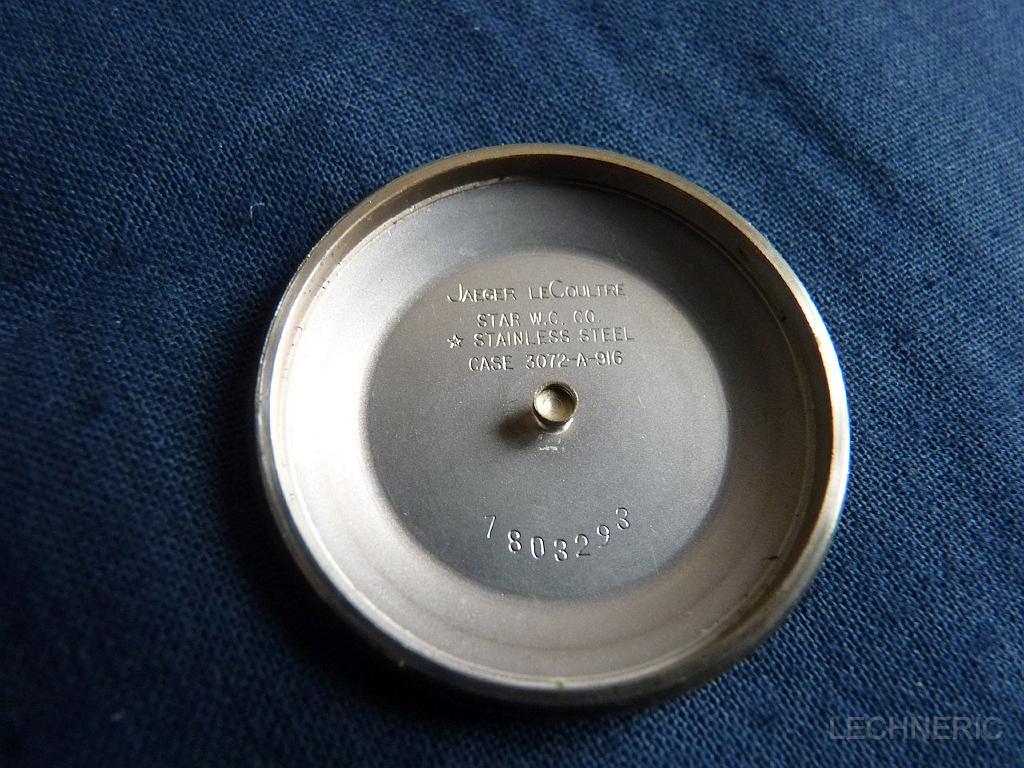 JAEGER LECOULTRE
STAR W.C. CO.
☆ STAINLESS STEEL
CASE 3072-A-916
7803293
LECHNERIC